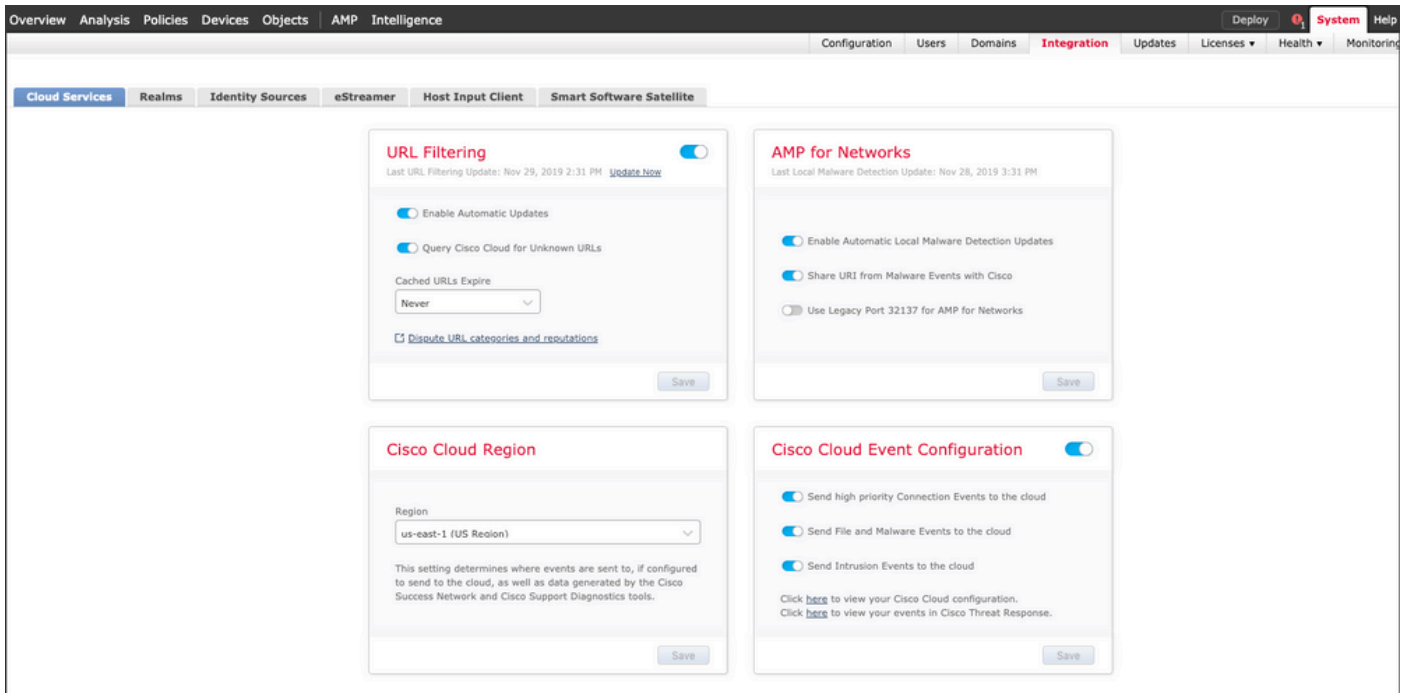 Overview Analysis Policies Devices Objects AMP Intelligence Deploy 1 System Help
Configuration Users Domains Integration Updates Licenses ▾ Health ▾ Monitoring
Cloud Services Realms Identity Sources eStreamer Host Input Client Smart Software Satellite
URL Filtering
Last URL Filtering Update: Nov 29, 2019 2:31 PM Update Now
Enable Automatic Updates
Query Cisco Cloud for Unknown URLs
Cached URLs Expire
Never
Dispute URL categories and reputations
Save
AMP for Networks
Last Local Malware Detection Update: Nov 28, 2019 3:31 PM
Enable Automatic Local Malware Detection Updates
Share URI from Malware Events with Cisco
Use Legacy Port 32137 for AMP for Networks
Save
Cisco Cloud Region
Region
us-east-1 (US Region)
This setting determines where events are sent to, if configured
to send to the cloud, as well as data generated by the Cisco
Success Network and Cisco Support Diagnostics tools.
Save
Cisco Cloud Event Configuration
Send high priority Connection Events to the cloud
Send File and Malware Events to the cloud
Send Intrusion Events to the cloud
Click here to view your Cisco Cloud configuration.
Click here to view your events in Cisco Threat Response.
Save